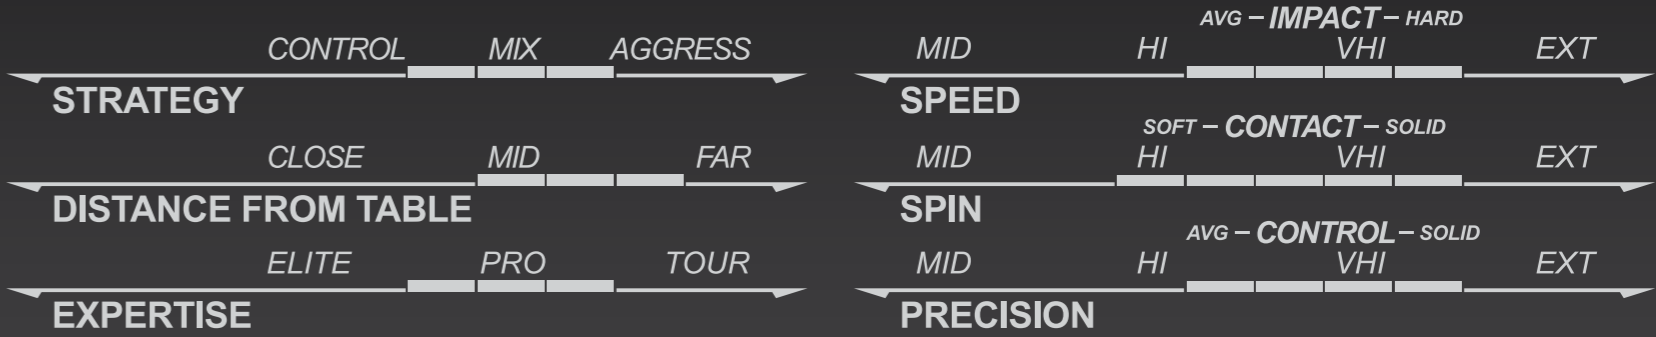 CONTROL MIX AGGRESS
STRATEGY
CLOSE MID FAR
DISTANCE FROM TABLE
ELITE PRO TOUR
EXPERTISE
AVG – IMPACT – HARD
MID HI VHI EXT
SPEED
SOFT – CONTACT – SOLID
MID HI VHI EXT
SPIN
AVG – CONTROL – SOLID
MID HI VHI EXT
PRECISION